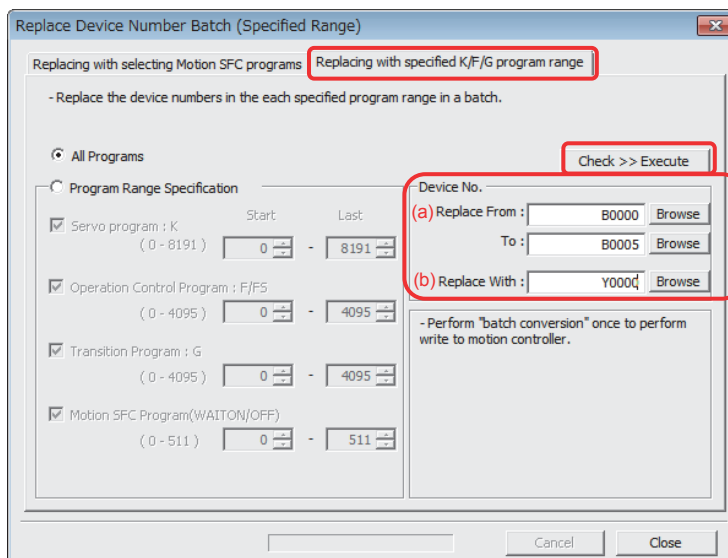 Replace Device Number Batch (Specified Range)
Replacing with selecting Motion SFC programs
Replacing with specified K/F/G program range
- Replace the device numbers in the each specified program range in a batch.
All Programs
Check >> Execute
Program Range Specification
Device No.
Start
Last
(a) Replace From :
B0000
Browse
Servo program : K
( 0 - 8191 )
0
-
8191
To :
B0005
Browse
(b) Replace With :
Y0000
Browse
Operation Control Program : F/FS
( 0 - 4095 )
0
-
4095
- Perform "batch conversion" once to perform
write to motion controller.
Transition Program : G
( 0 - 4095 )
0
-
4095
Motion SFC Program(WAITON/OFF)
( 0 - 511 )
0
-
511
Cancel
Close